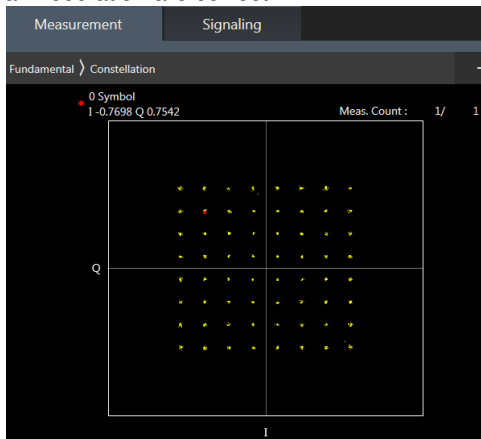 Measurement Signaling
Fundamental 〉 Constellation
0 Symbol
I -0.7698 Q 0.7542 Meas. Count : 1/ 1
Q
I